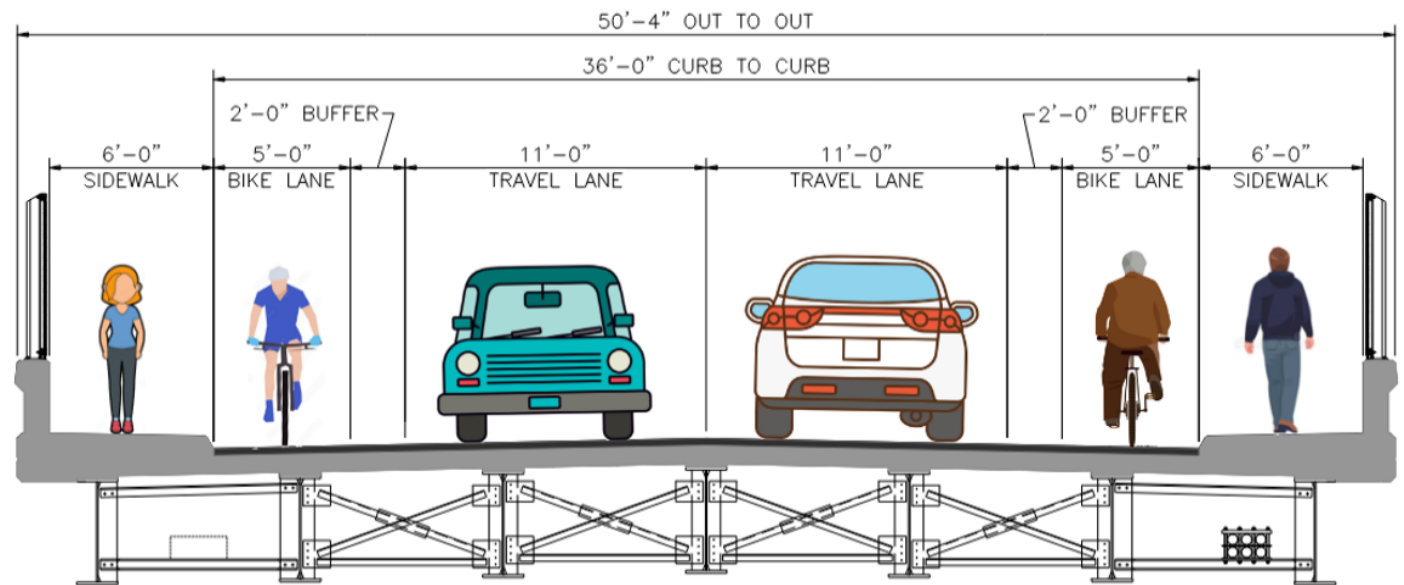 50'-4" OUT TO OUT
36'-0" CURB TO CURB
2'-0" BUFFER
2'-0" BUFFER
6'-0"
SIDEWALK
5'-0"
BIKE LANE
11'-0"
TRAVEL LANE
11'-0"
TRAVEL LANE
5'-0"
BIKE LANE
6'-0"
SIDEWALK